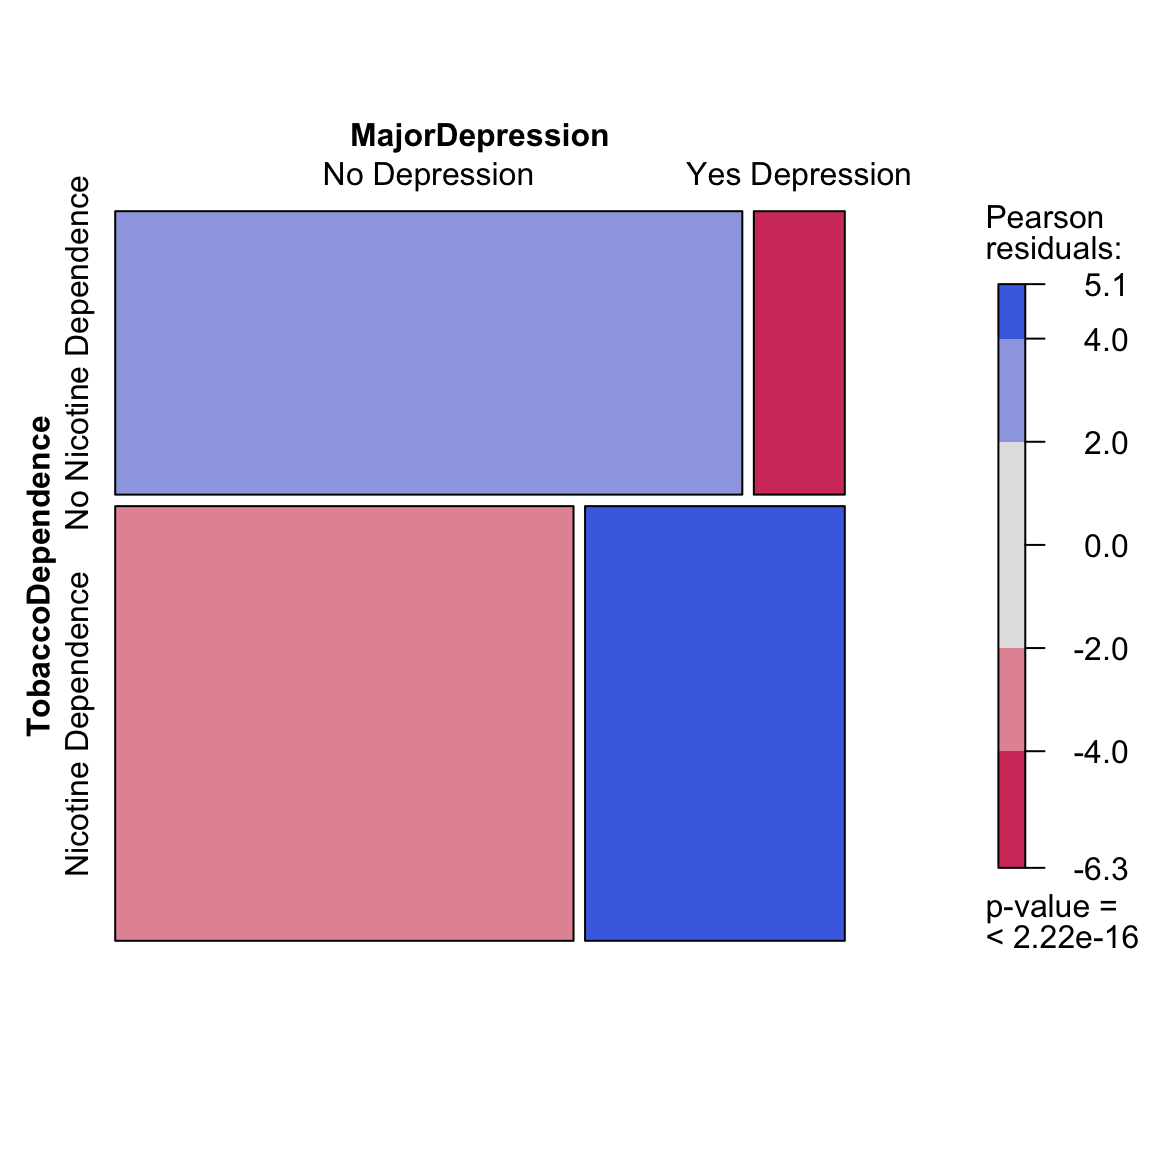 MajorDepression
No Depression Yes Depression
TobaccoDependence
No Nicotine Dependence
Nicotine Dependence
Pearson
residuals:
5.1
4.0
2.0
0.0
-2.0
-4.0
-6.3
p-value =
< 2.22e-16